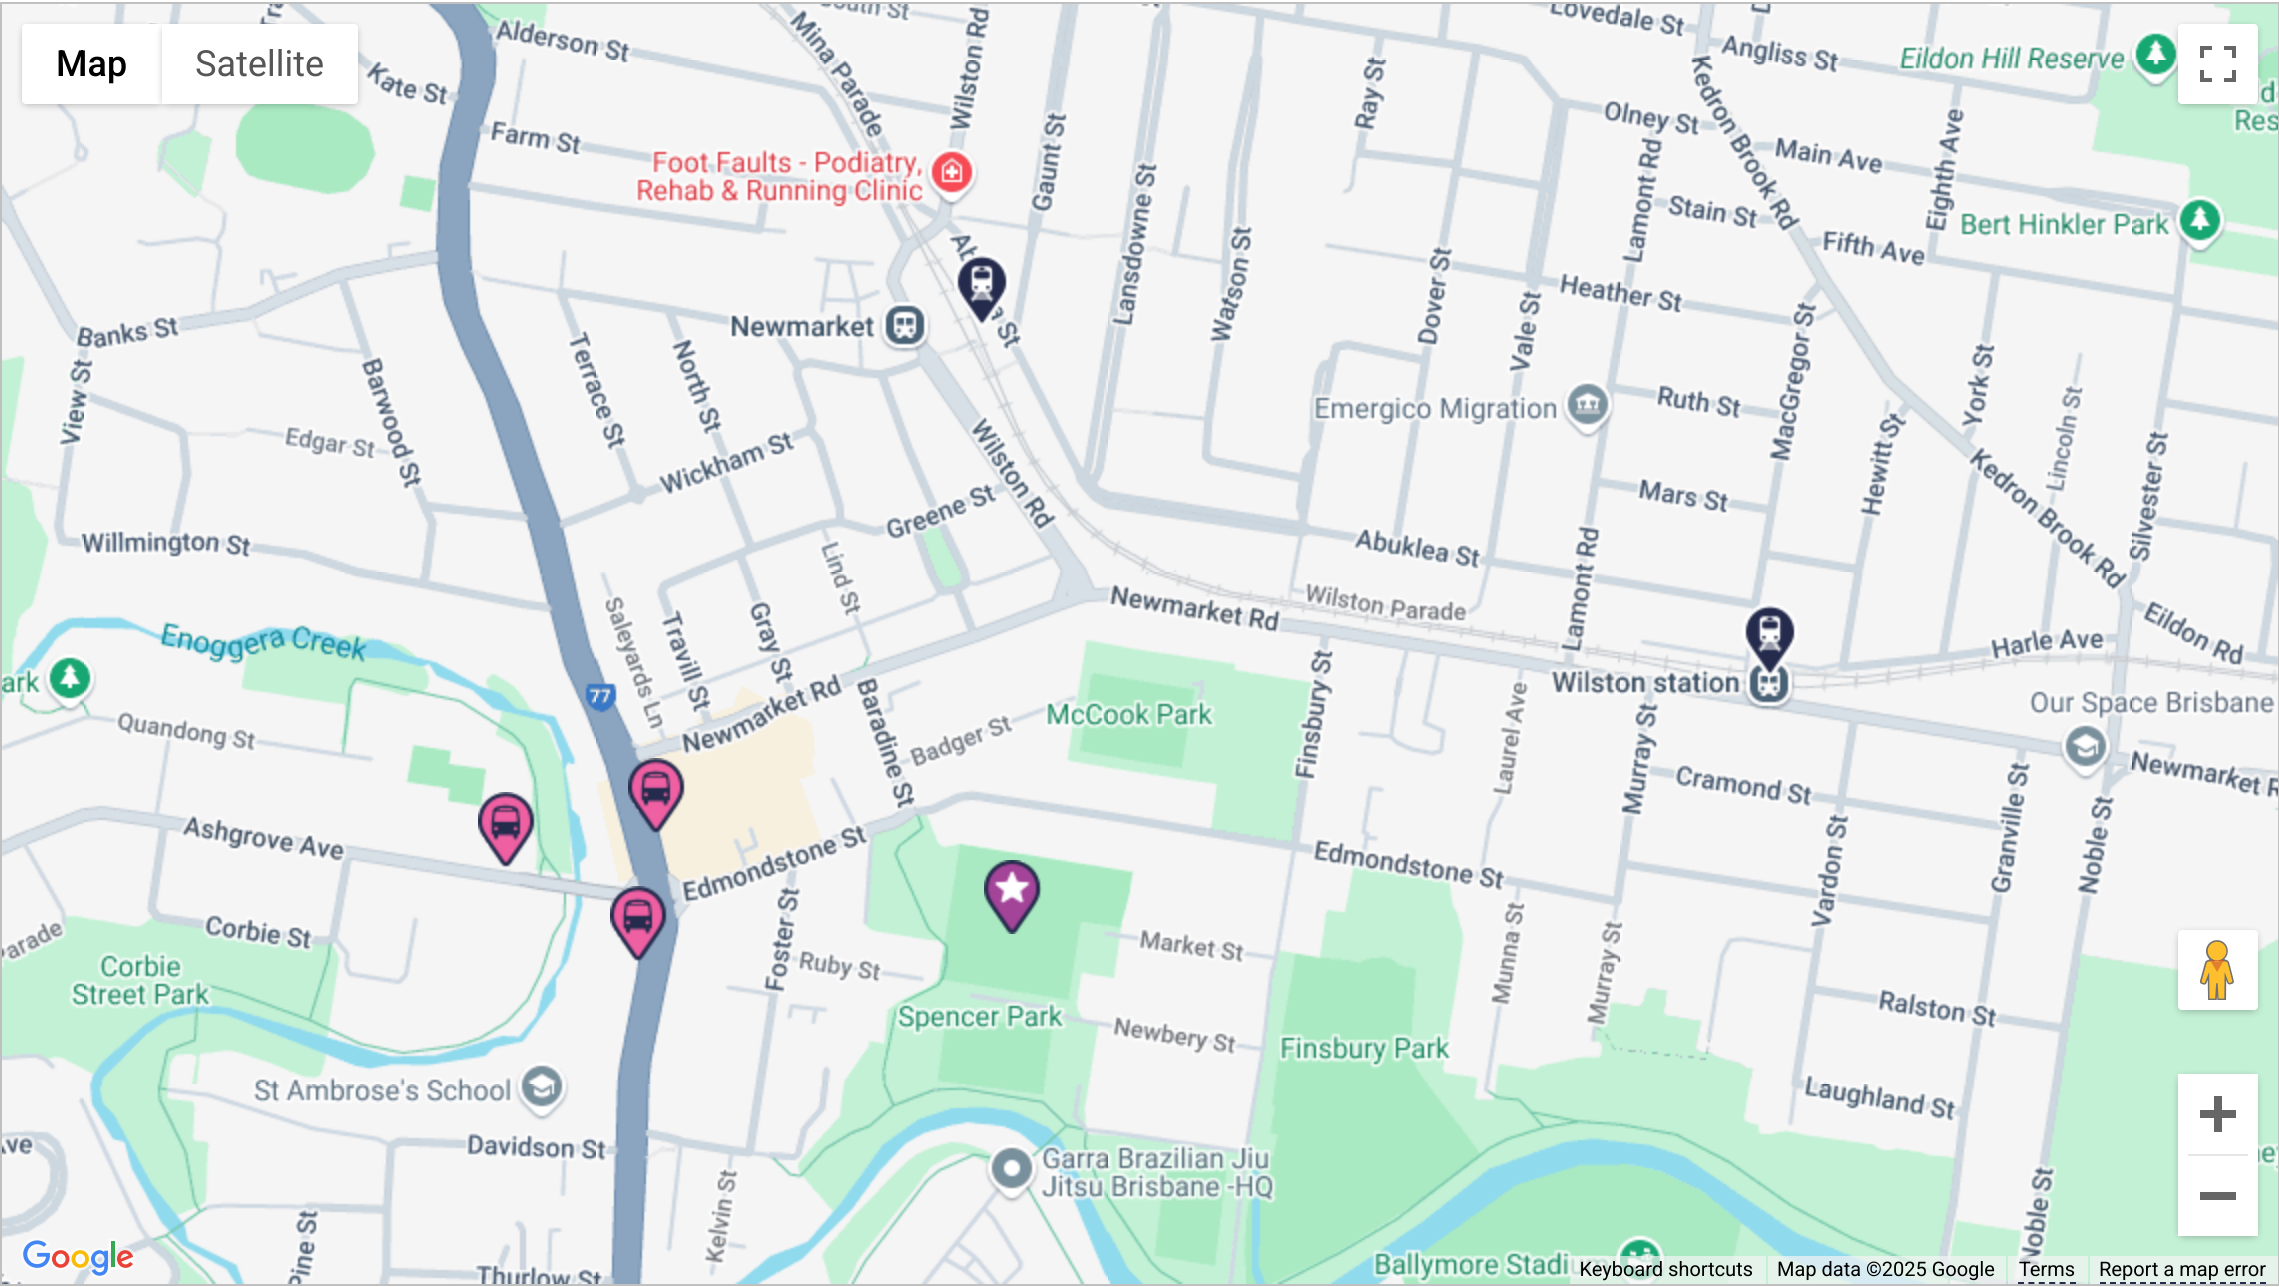 Map
Satellite
South St
Alderson St
Kate St
Mina Parade
Wilston Rd
Lovedale St
Angliss St
Eildon Hill Reserve
Farm St
Foot Faults - Podiatry,
Rehab & Running Clinic
Gaunt St
Ray St
Olney St
Kedron Brook Rd
Main Ave
Eighth Ave
Res
Lansdowne St
Lamont Rd
Stain St
Fifth Ave
Bert Hinkler Park
Watson St
Dover St
Heather St
Banks St
Newmarket
Vale St
View St
Barwood St
Terrace St
North St
Emergico Migration
Ruth St
MacGregor St
York St
Lincoln St
Edgar St
Wickham St
Wilston Rd
Greene St
Mars St
Hewitt St
Kedron Brook Rd
Silvester St
Willmington St
Lind St
Abuklea St
Lamont Rd
Enoggera Creek
Saleyards Ln
Travill St
Gray St
Newmarket Rd
Wilston Parade
Harle Ave
Eildon Rd
ark
77
Newmarket Rd
Baradine St
Badger St
McCook Park
Finsbury St
Laurel Ave
Wilston station
Murray St
Our Space Brisbane
Quandong St
Cramond St
Newmarket R
Ashgrove Ave
Edmondstone St
Edmondstone St
Vardon St
Granville St
Noble St
Parade
Corbie St
Foster St
Ruby St
Market St
Munna St
Murray St
Corbie
Street Park
Spencer Park
Newbery St
Finsbury Park
Ralston St
St Ambrose's School
Laughland St
Davidson St
Kelvin St
Garra Brazilian Jiu
Jitsu Brisbane -HQ
Noble St
Pine St
Thurlow St
Ballymore Stadiu
Google
Keyboard shortcuts
Map data ©2025 Google
Terms
Report a map error